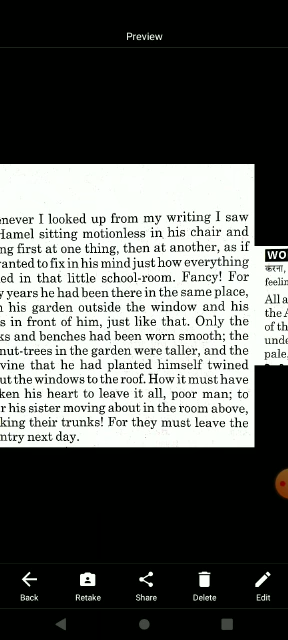 Preview
enever I looked up from my writing I saw
Hamel sitting motionless in his chair and
ng first at one thing, then at another, as if
anted to fix in his mind just how everything
ed in that little school-room. Fancy! For
y years he had been there in the same place,
h his garden outside the window and his
s in front of him, just like that. Only the
ks and benches had been worn smooth; the
nut-trees in the garden were taller, and the
vine that he had planted himself twined
ut the windows to the roof. How it must have
ken his heart to leave it all, poor man; to
r his sister moving about in the room above,
king their trunks! For they must leave the
ntry next day.
WO
करना,
feelin
All a
the A
of th
unde
pale,
Back Retake Share Delete Edit